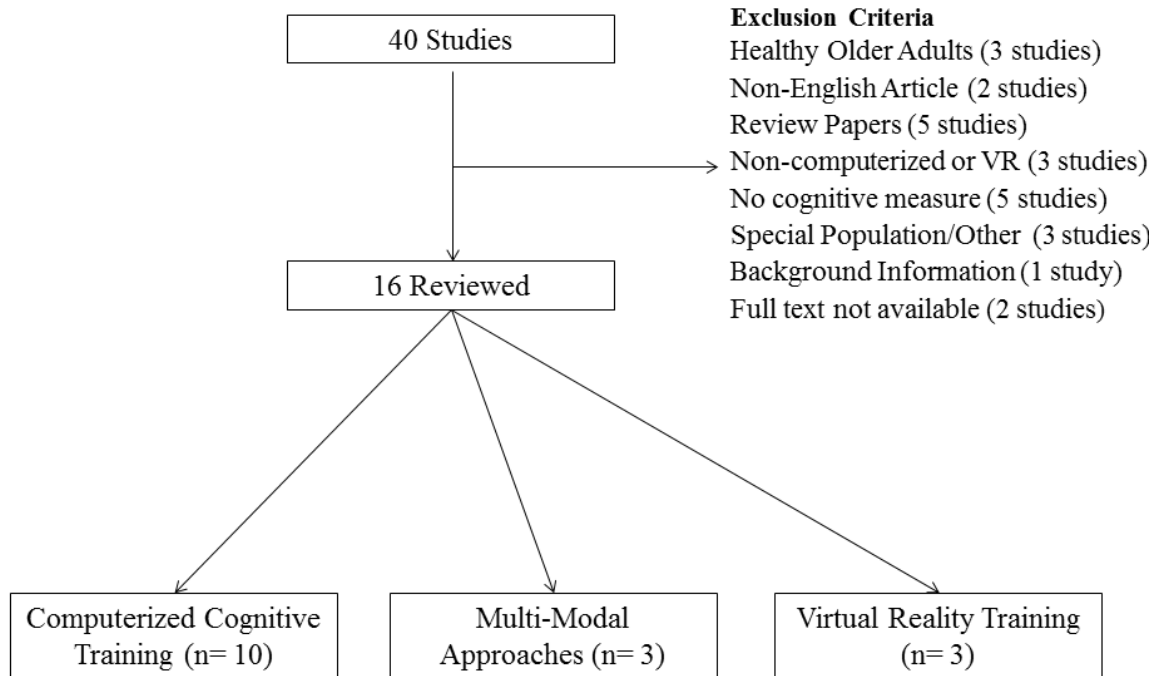 40 Studies
Exclusion Criteria
Healthy Older Adults (3 studies)
Non-English Article (2 studies)
Review Papers (5 studies)
Non-computerized or VR (3 studies)
No cognitive measure (5 studies)
Special Population/Other (3 studies)
Background Information (1 study)
Full text not available (2 studies)
16 Reviewed
Computerized Cognitive
Training (n= 10)
Multi-Modal
Approaches (n= 3)
Virtual Reality Training
(n= 3)